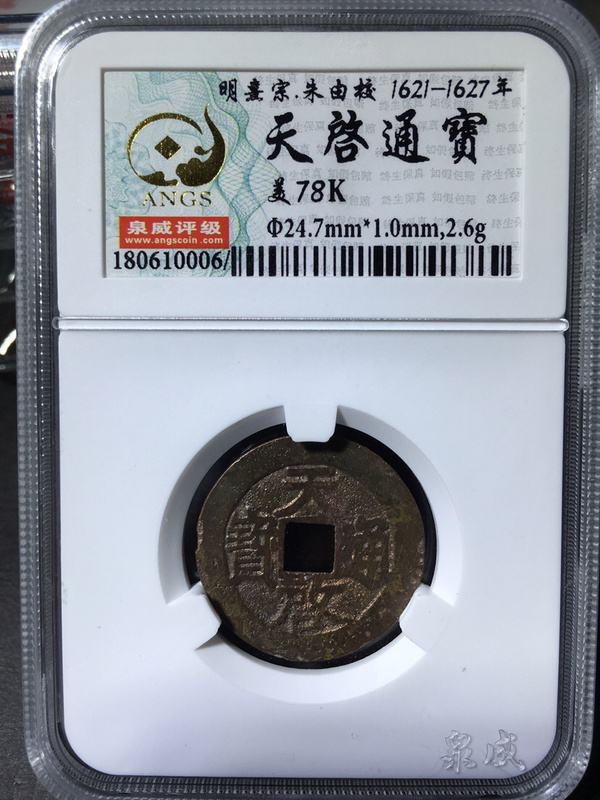 明熹宗.朱由校 1621-1627年
天啓通寳
美78K
Φ24.7mm*1.0mm,2.6g
ANGS
泉威评级
www.angscoin.com
180610006/
天啓通寳
泉威